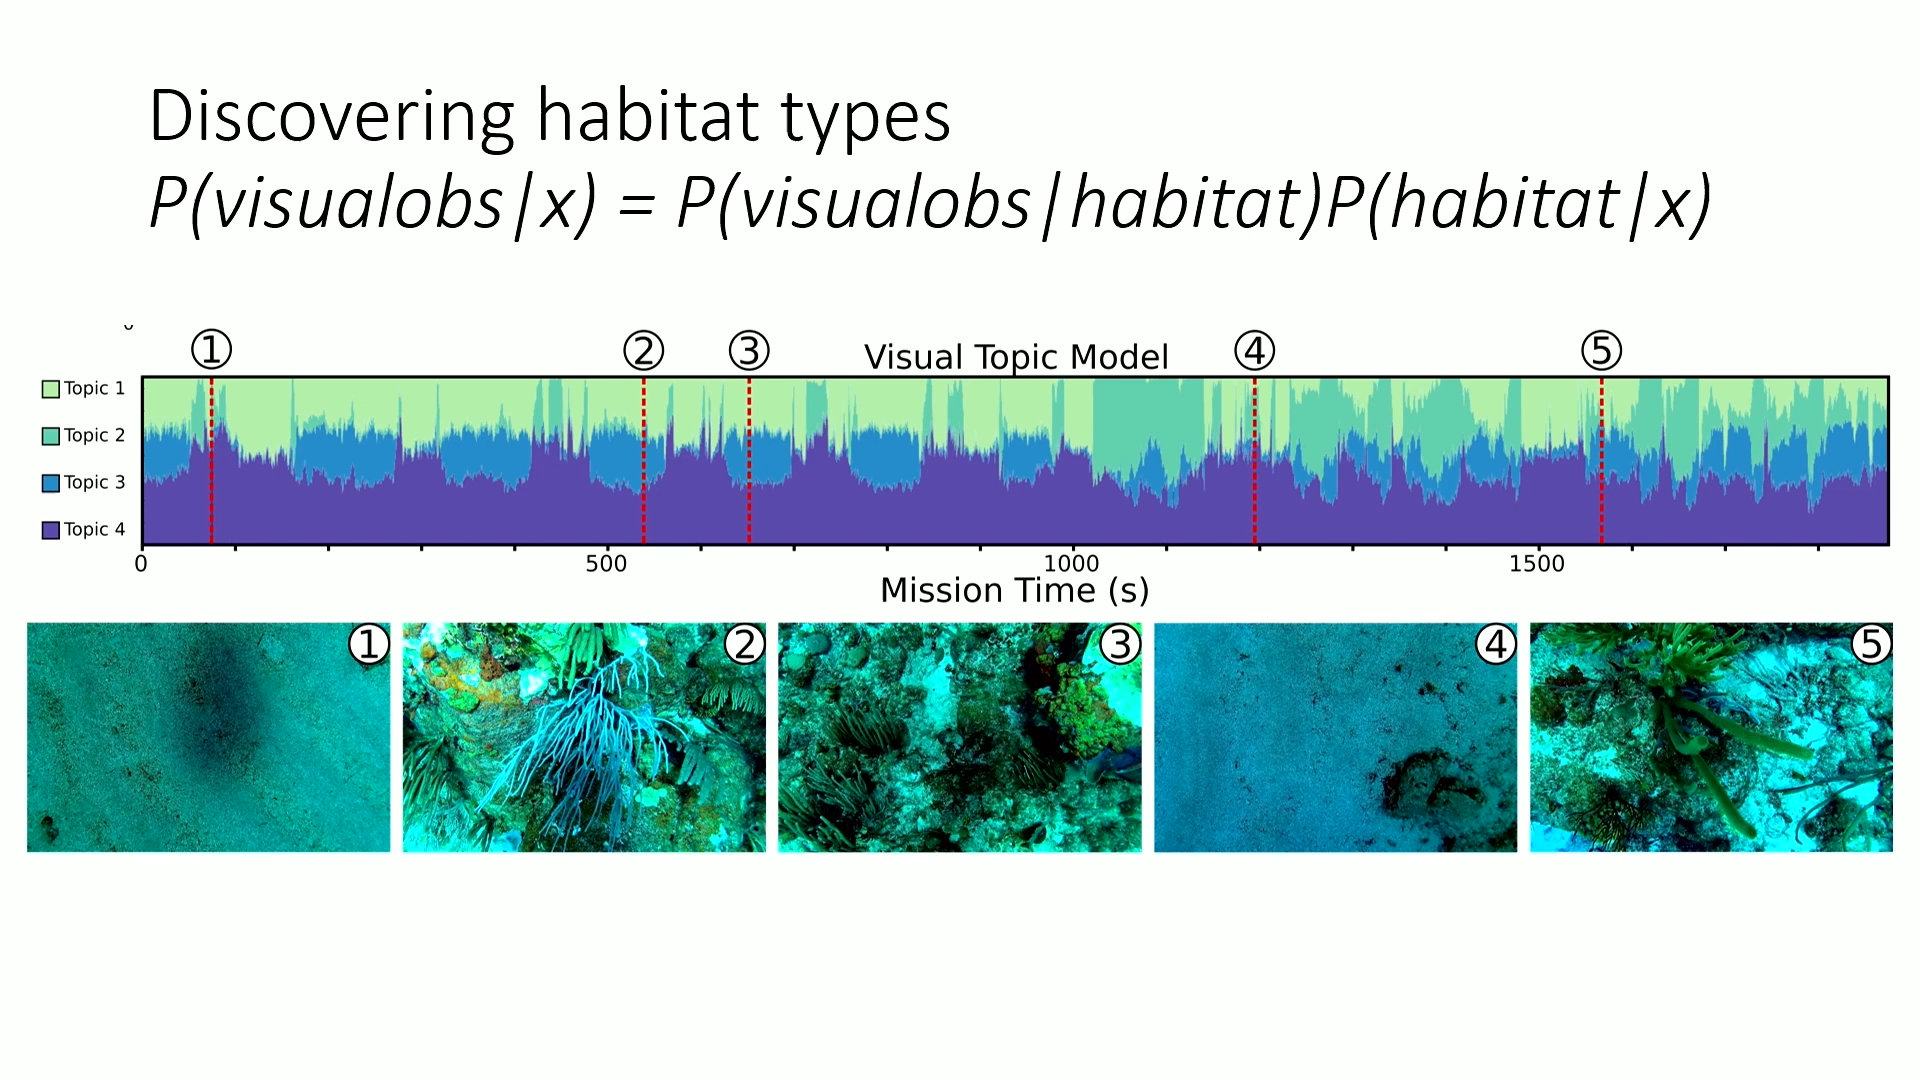 Discovering habitat types
P(visualobs|x) = P(visualobs|habitat)P(habitat|x)
① ② ③ Visual Topic Model ④ ⑤
Topic 1
Topic 2
Topic 3
Topic 4
0 500 1000 1500
Mission Time (s)
① ② ③ ④ ⑤